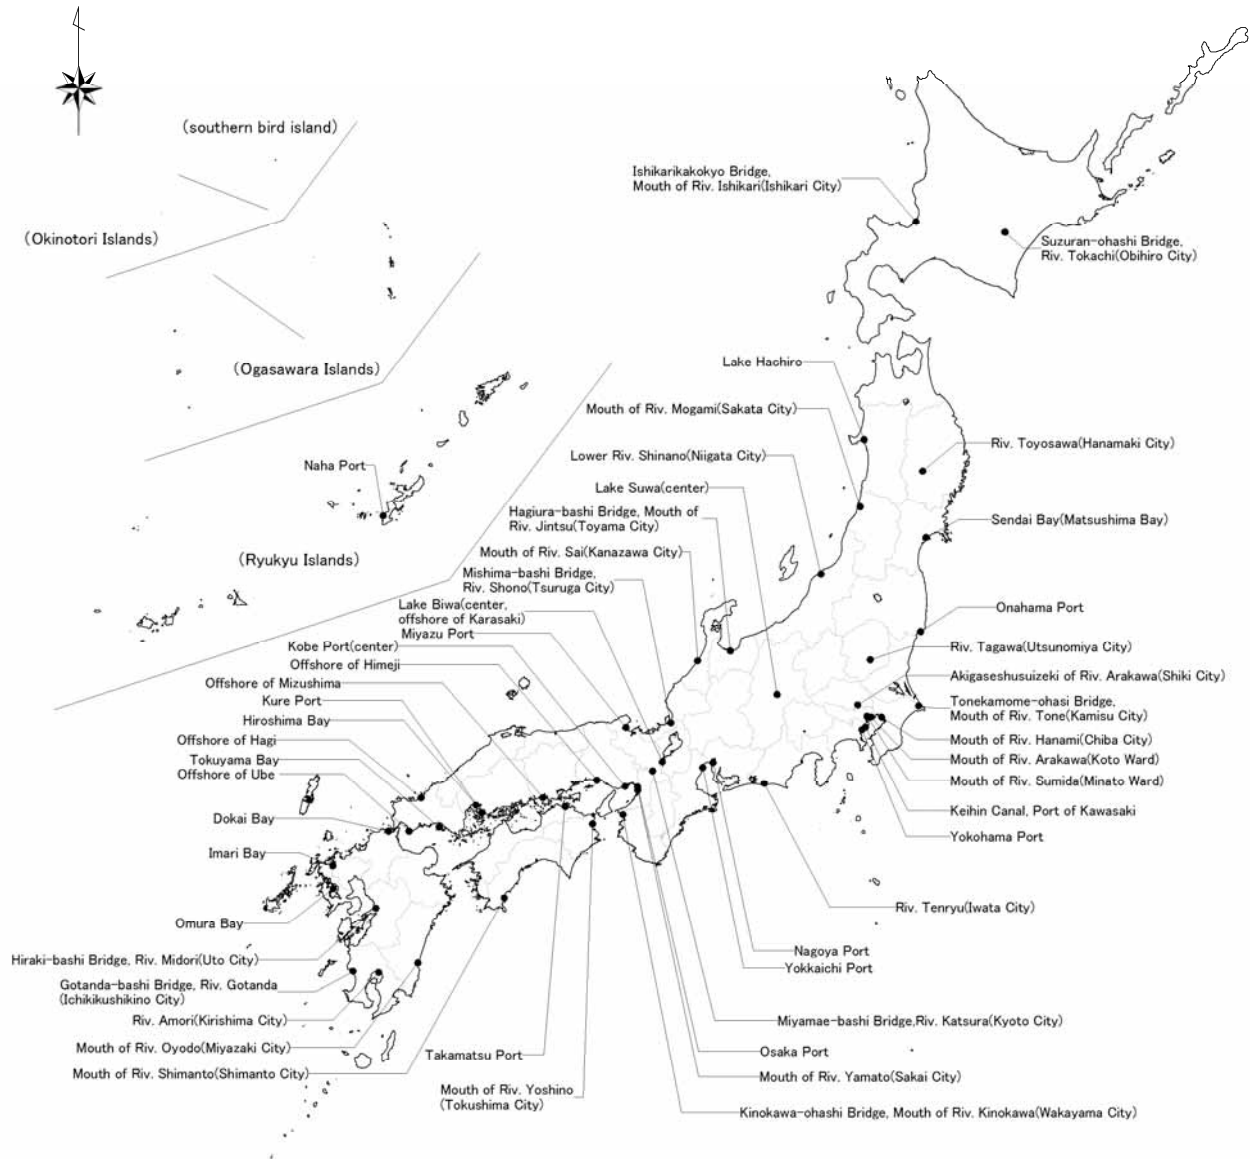 (southern bird island)
Ishikarikakokyo Bridge,
Mouth of Riv. Ishikari(Ishikari City)
(Okinotori Islands)
Suzuran-ohashi Bridge,
Riv. Tokachi(Obihiro City)
(Ogasawara Islands)
Lake Hachiro
Mouth of Riv. Mogami(Sakata City)
Riv. Toyosawa(Hanamaki City)
Lower Riv. Shinano(Niigata City)
Naha Port
Lake Suwa(center)
Hagiura-bashi Bridge, Mouth of
Riv. Jintsu(Toyama City)
Sendai Bay(Matsushima Bay)
(Ryukyu Islands)
Mouth of Riv. Sai(Kanazawa City)
Mishima-bashi Bridge,
Riv. Shono(Tsuruga City)
Lake Biwa(center,
offshore of Karasaki)
Onahama Port
Miyazu Port
Kobe Port(center)
Riv. Tagawa(Utsunomiya City)
Offshore of Himeji
Akigaseshusuizeki of Riv. Arakawa(Shiki City)
Offshore of Mizushima
Kure Port
Tonekamome-ohasi Bridge,
Mouth of Riv. Tone(Kamisu City)
Hiroshima Bay
Offshore of Hagi
Mouth of Riv. Hanami(Chiba City)
Tokuyama Bay
Mouth of Riv. Arakawa(Koto Ward)
Offshore of Ube
Mouth of Riv. Sumida(Minato Ward)
Dokai Bay
Keihin Canal, Port of Kawasaki
Yokohama Port
Imari Bay
Riv. Tenryu(Iwata City)
Omura Bay
Nagoya Port
Hiraki-bashi Bridge, Riv. Midori(Uto City)
Yokkaichi Port
Gotanda-bashi Bridge, Riv. Gotanda
(Ichikikushikino City)
Riv. Amori(Kirishima City)
Miyamae-bashi Bridge,Riv. Katsura(Kyoto City)
Mouth of Riv. Oyodo(Miyazaki City)
Osaka Port
Takamatsu Port
Mouth of Riv. Shimanto(Shimanto City)
Mouth of Riv. Yamato(Sakai City)
Mouth of Riv. Yoshino
(Tokushima City)
Kinokawa-ohashi Bridge, Mouth of Riv. Kinokawa(Wakayama City)